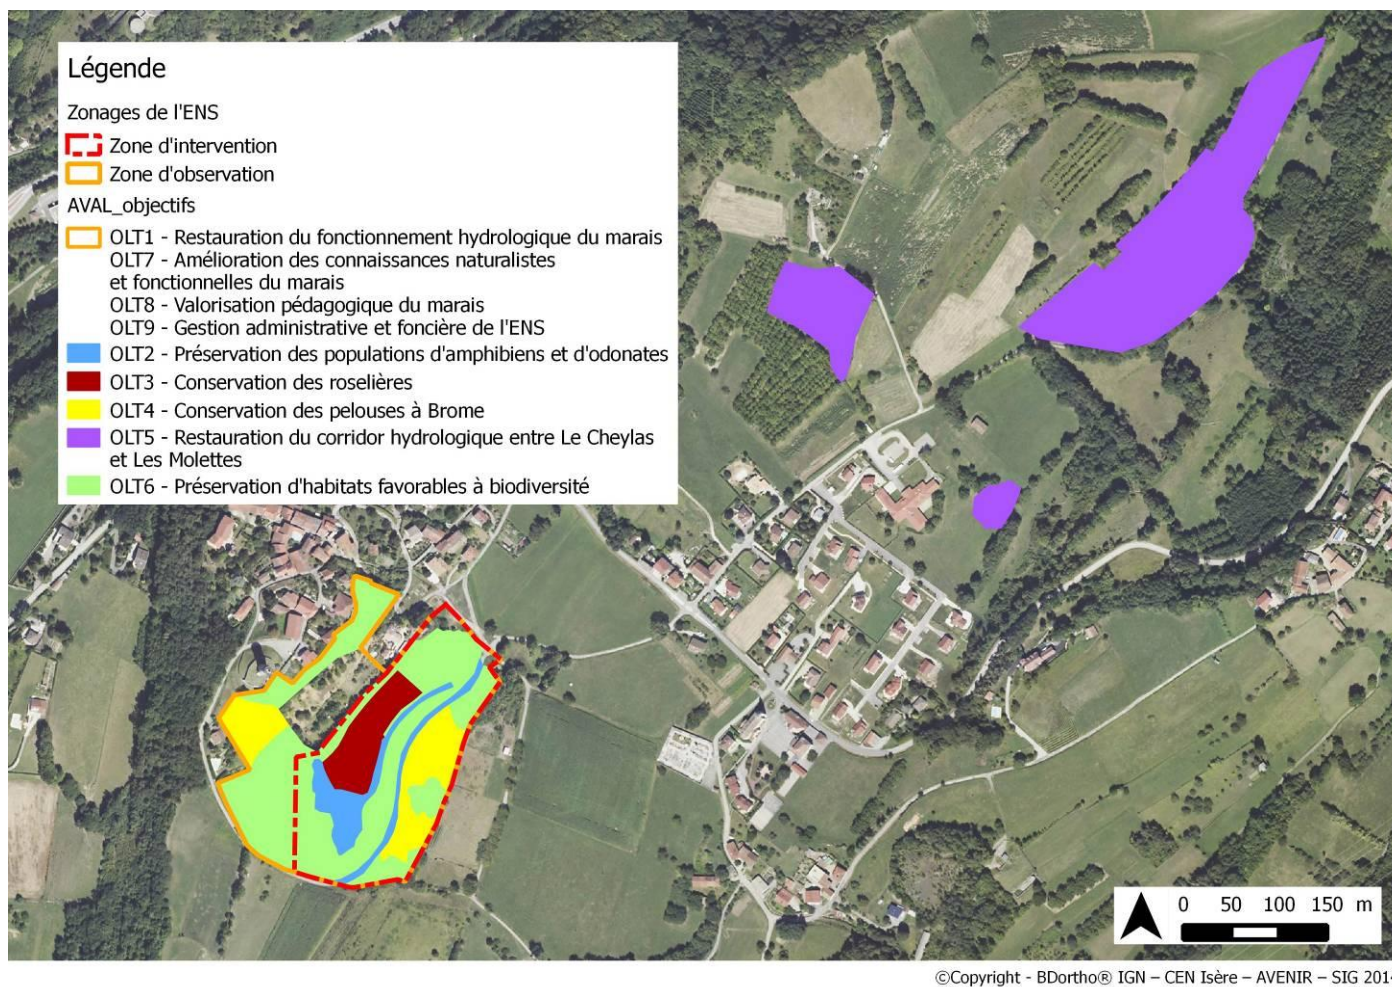 Légende
Zonages de l'ENS
Zone d'intervention
Zone d'observation
AVAL_objectifs
OLT1 - Restauration du fonctionnement hydrologique du marais
OLT7 - Amélioration des connaissances naturalistes
et fonctionnelles du marais
OLT8 - Valorisation pédagogique du marais
OLT9 - Gestion administrative et foncière de l'ENS
OLT2 - Préservation des populations d'amphibiens et d'odonates
OLT3 - Conservation des roselières
OLT4 - Conservation des pelouses à Brome
OLT5 - Restauration du corridor hydrologique entre Le Cheylas
et Les Molettes
OLT6 - Préservation d'habitats favorables à biodiversité
0 50 100 150 m
©Copyright - BDOrtho® IGN – CEN Isère – AVENIR – SIG 2014